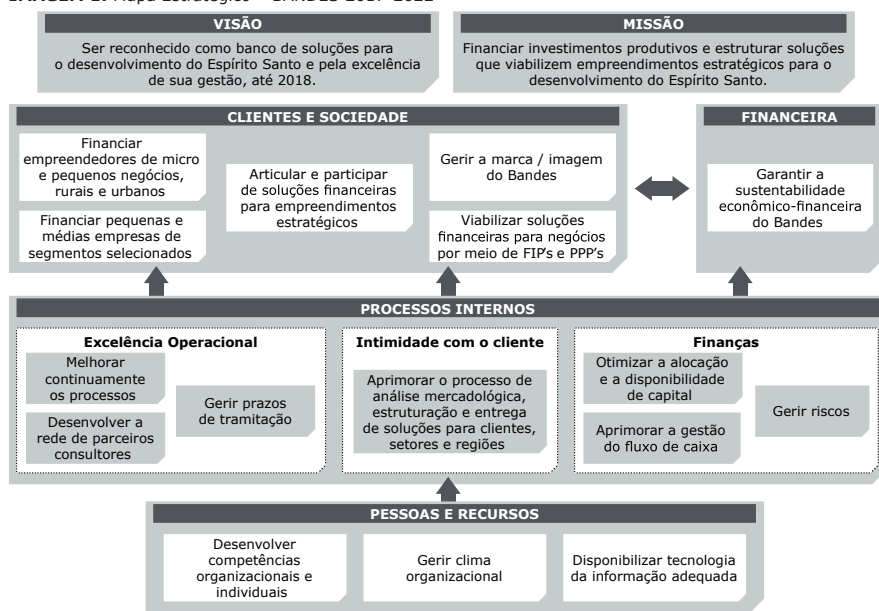 IMAGEM 1. Mapa Estratégico – BANDES 2017-2022
VISÃO
Ser reconhecido como banco de soluções para
o desenvolvimento do Espírito Santo e pela excelência
de sua gestão, até 2018.
MISSÃO
Financiar investimentos produtivos e estruturar soluções
que viabilizem empreendimentos estratégicos para o
desenvolvimento do Espírito Santo.
CLIENTES E SOCIEDADE
Financiar
empreendedores de micro
e pequenos negócios,
rurais e urbanos
Financiar pequenas e
médias empresas de
segmentos selecionados
Articular e participar
de soluções financeiras
para empreendimentos
estratégicos
Gerir a marca / imagem
do Bandes
Viabilizar soluções
financeiras para negócios
por meio de FIP's e PPP's
FINANCEIRA
Garantir a
sustentabilidade
econômico-financeira
do Bandes
PROCESSOS INTERNOS
Excelência Operacional
Melhorar
continuamente
os processos
Desenvolver a
rede de parceiros
consultores
Gerir prazos
de tramitação
Intimidade com o cliente
Aprimorar o processo de
análise mercadológica,
estruturação e entrega
de soluções para clientes,
setores e regiões
Finanças
Otimizar a alocação
e a disponibilidade
de capital
Aprimorar a gestão
do fluxo de caixa
Gerir riscos
PESSOAS E RECURSOS
Desenvolver
competências
organizacionais e
individuais
Gerir clima
organizacional
Disponibilizar tecnologia
da informação adequada